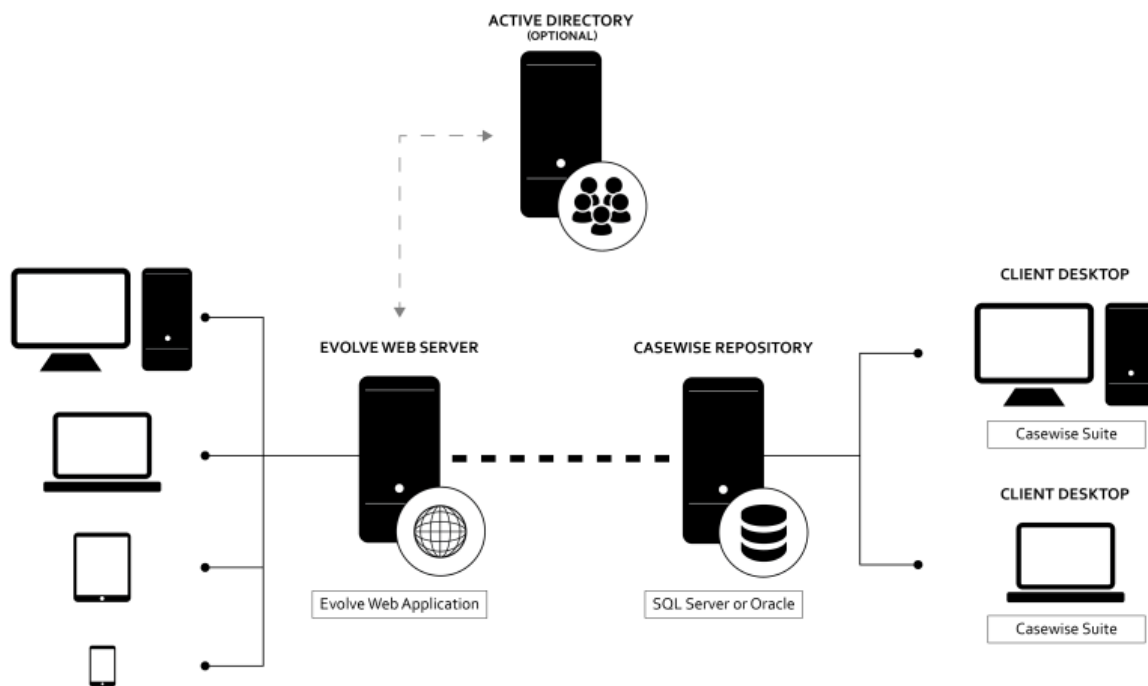 ACTIVE DIRECTORY
(OPTIONAL)
CLIENT DESKTOP
EVOLVE WEB SERVER
CASEWISE REPOSITORY
Casewise Suite
CLIENT DESKTOP
Evolve Web Application
SQL Server or Oracle
Casewise Suite